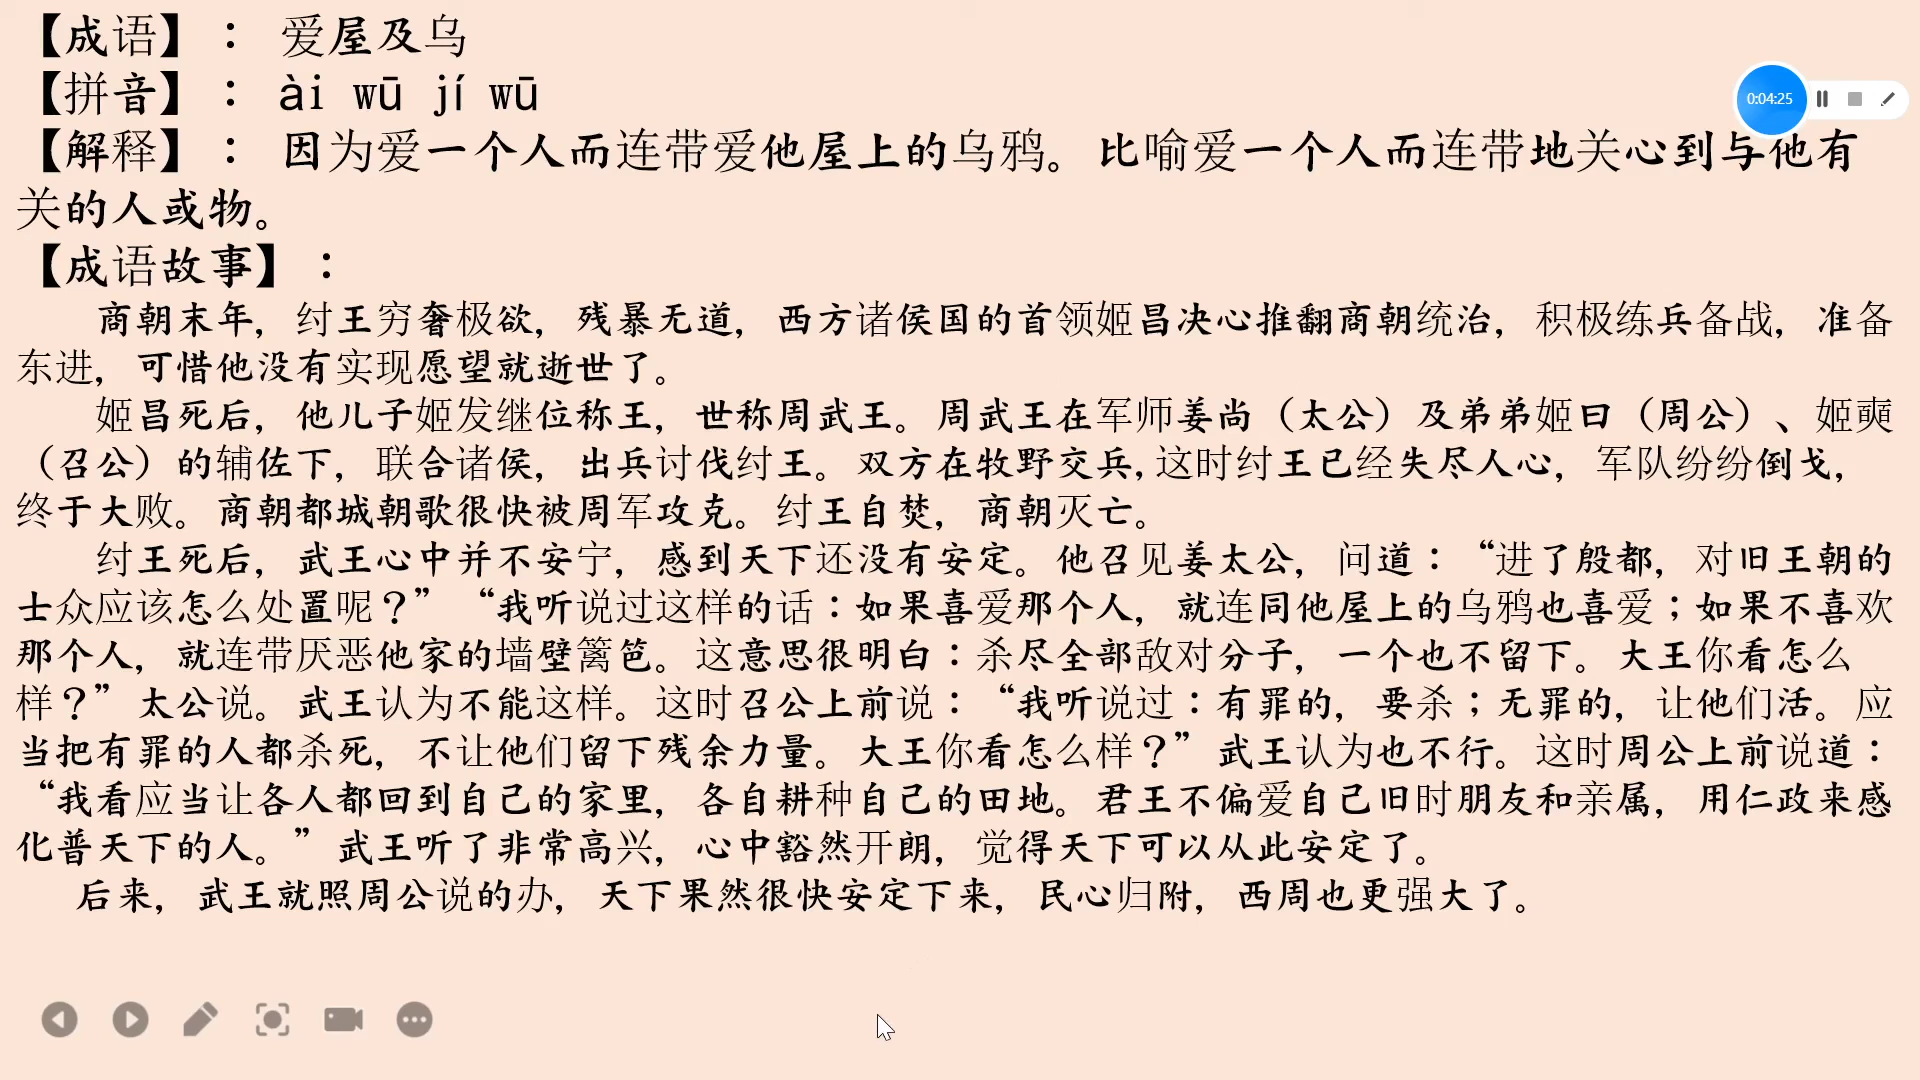 【成语】： 爱屋及乌
【拼音】： ài wū jí wū
【解释】： 因为爱一个人而连带爱他屋上的乌鸦。比喻爱一个人而连带地关心到与他有
关的人或物。
【成语故事】：
商朝末年，纣王穷奢极欲，残暴无道，西方诸侯国的首领姬昌决心推翻商朝统治，积极练兵备战，准备
东进，可惜他没有实现愿望就逝世了。
姬昌死后，他儿子姬发继位称王，世称周武王。周武王在军师姜尚（太公）及弟弟姬曰（周公）、姬奭
（召公）的辅佐下，联合诸侯，出兵讨伐纣王。双方在牧野交兵,这时纣王已经失尽人心，军队纷纷倒戈，
终于大败。商朝都城朝歌很快被周军攻克。纣王自焚，商朝灭亡。
纣王死后，武王心中并不安宁，感到天下还没有安定。他召见姜太公，问道：“进了殷都，对旧王朝的
士众应该怎么处置呢？”“我听说过这样的话：如果喜爱那个人，就连同他屋上的乌鸦也喜爱；如果不喜欢
那个人，就连带厌恶他家的墙壁篱笆。这意思很明白：杀尽全部敌对分子，一个也不留下。大王你看怎么
样？”太公说。武王认为不能这样。这时召公上前说：“我听说过：有罪的，要杀；无罪的，让他们活。应
当把有罪的人都杀死，不让他们留下残余力量。大王你看怎么样？”武王认为也不行。这时周公上前说道：
“我看应当让各人都回到自己的家里，各自耕种自己的田地。君王不偏爱自己旧时朋友和亲属，用仁政来感
化普天下的人。”武王听了非常高兴，心中豁然开朗，觉得天下可以从此安定了。
后来，武王就照周公说的办，天下果然很快安定下来，民心归附，西周也更强大了。
0:04:25